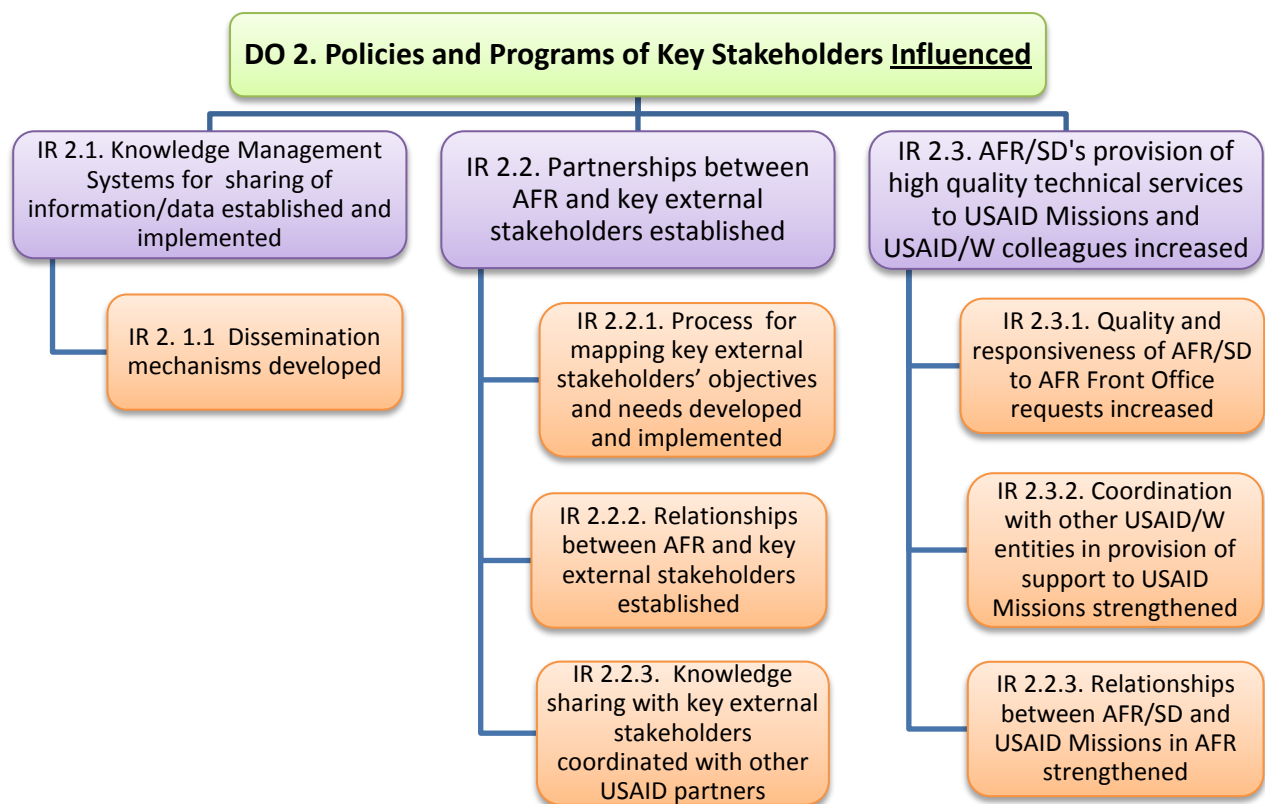 DO 2. Policies and Programs of Key Stakeholders Influenced
IR 2.1. Knowledge Management
Systems for sharing of
information/data established and
implemented
IR 2. 1.1 Dissemination
mechanisms developed
IR 2.2. Partnerships between
AFR and key external
stakeholders established
IR 2.2.1. Process for
mapping key external
stakeholders’ objectives
and needs developed
and implemented
IR 2.2.2. Relationships
between AFR and key
external stakeholders
established
IR 2.2.3. Knowledge
sharing with key external
stakeholders
coordinated with other
USAID partners
IR 2.3. AFR/SD's provision of
high quality technical services
to USAID Missions and
USAID/W colleagues increased
IR 2.3.1. Quality and
responsiveness of AFR/SD
to AFR Front Office
requests increased
IR 2.3.2. Coordination
with other USAID/W
entities in provision of
support to USAID
Missions strengthened
IR 2.2.3. Relationships
between AFR/SD and
USAID Missions in AFR
strengthened